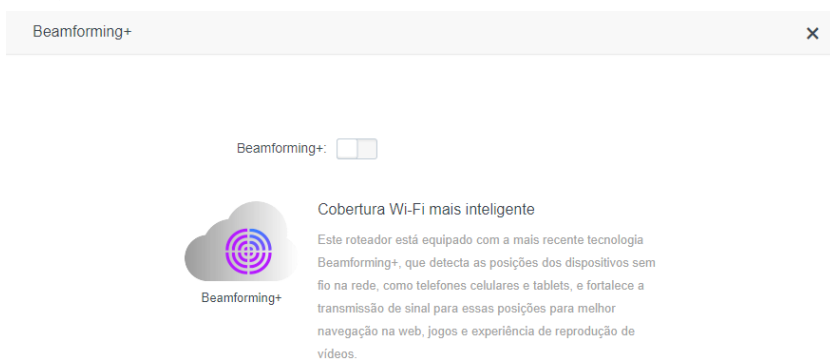 Beamforming+
Beamforming+:
Cobertura Wi-Fi mais inteligente
Este roteador está equipado com a mais recente tecnologia
Beamforming+, que detecta as posições dos dispositivos sem
fio na rede, como telefones celulares e tablets, e fortalece a
transmissão de sinal para essas posições para melhor
navegação na web, jogos e experiência de reprodução de
vídeos.
Beamforming+